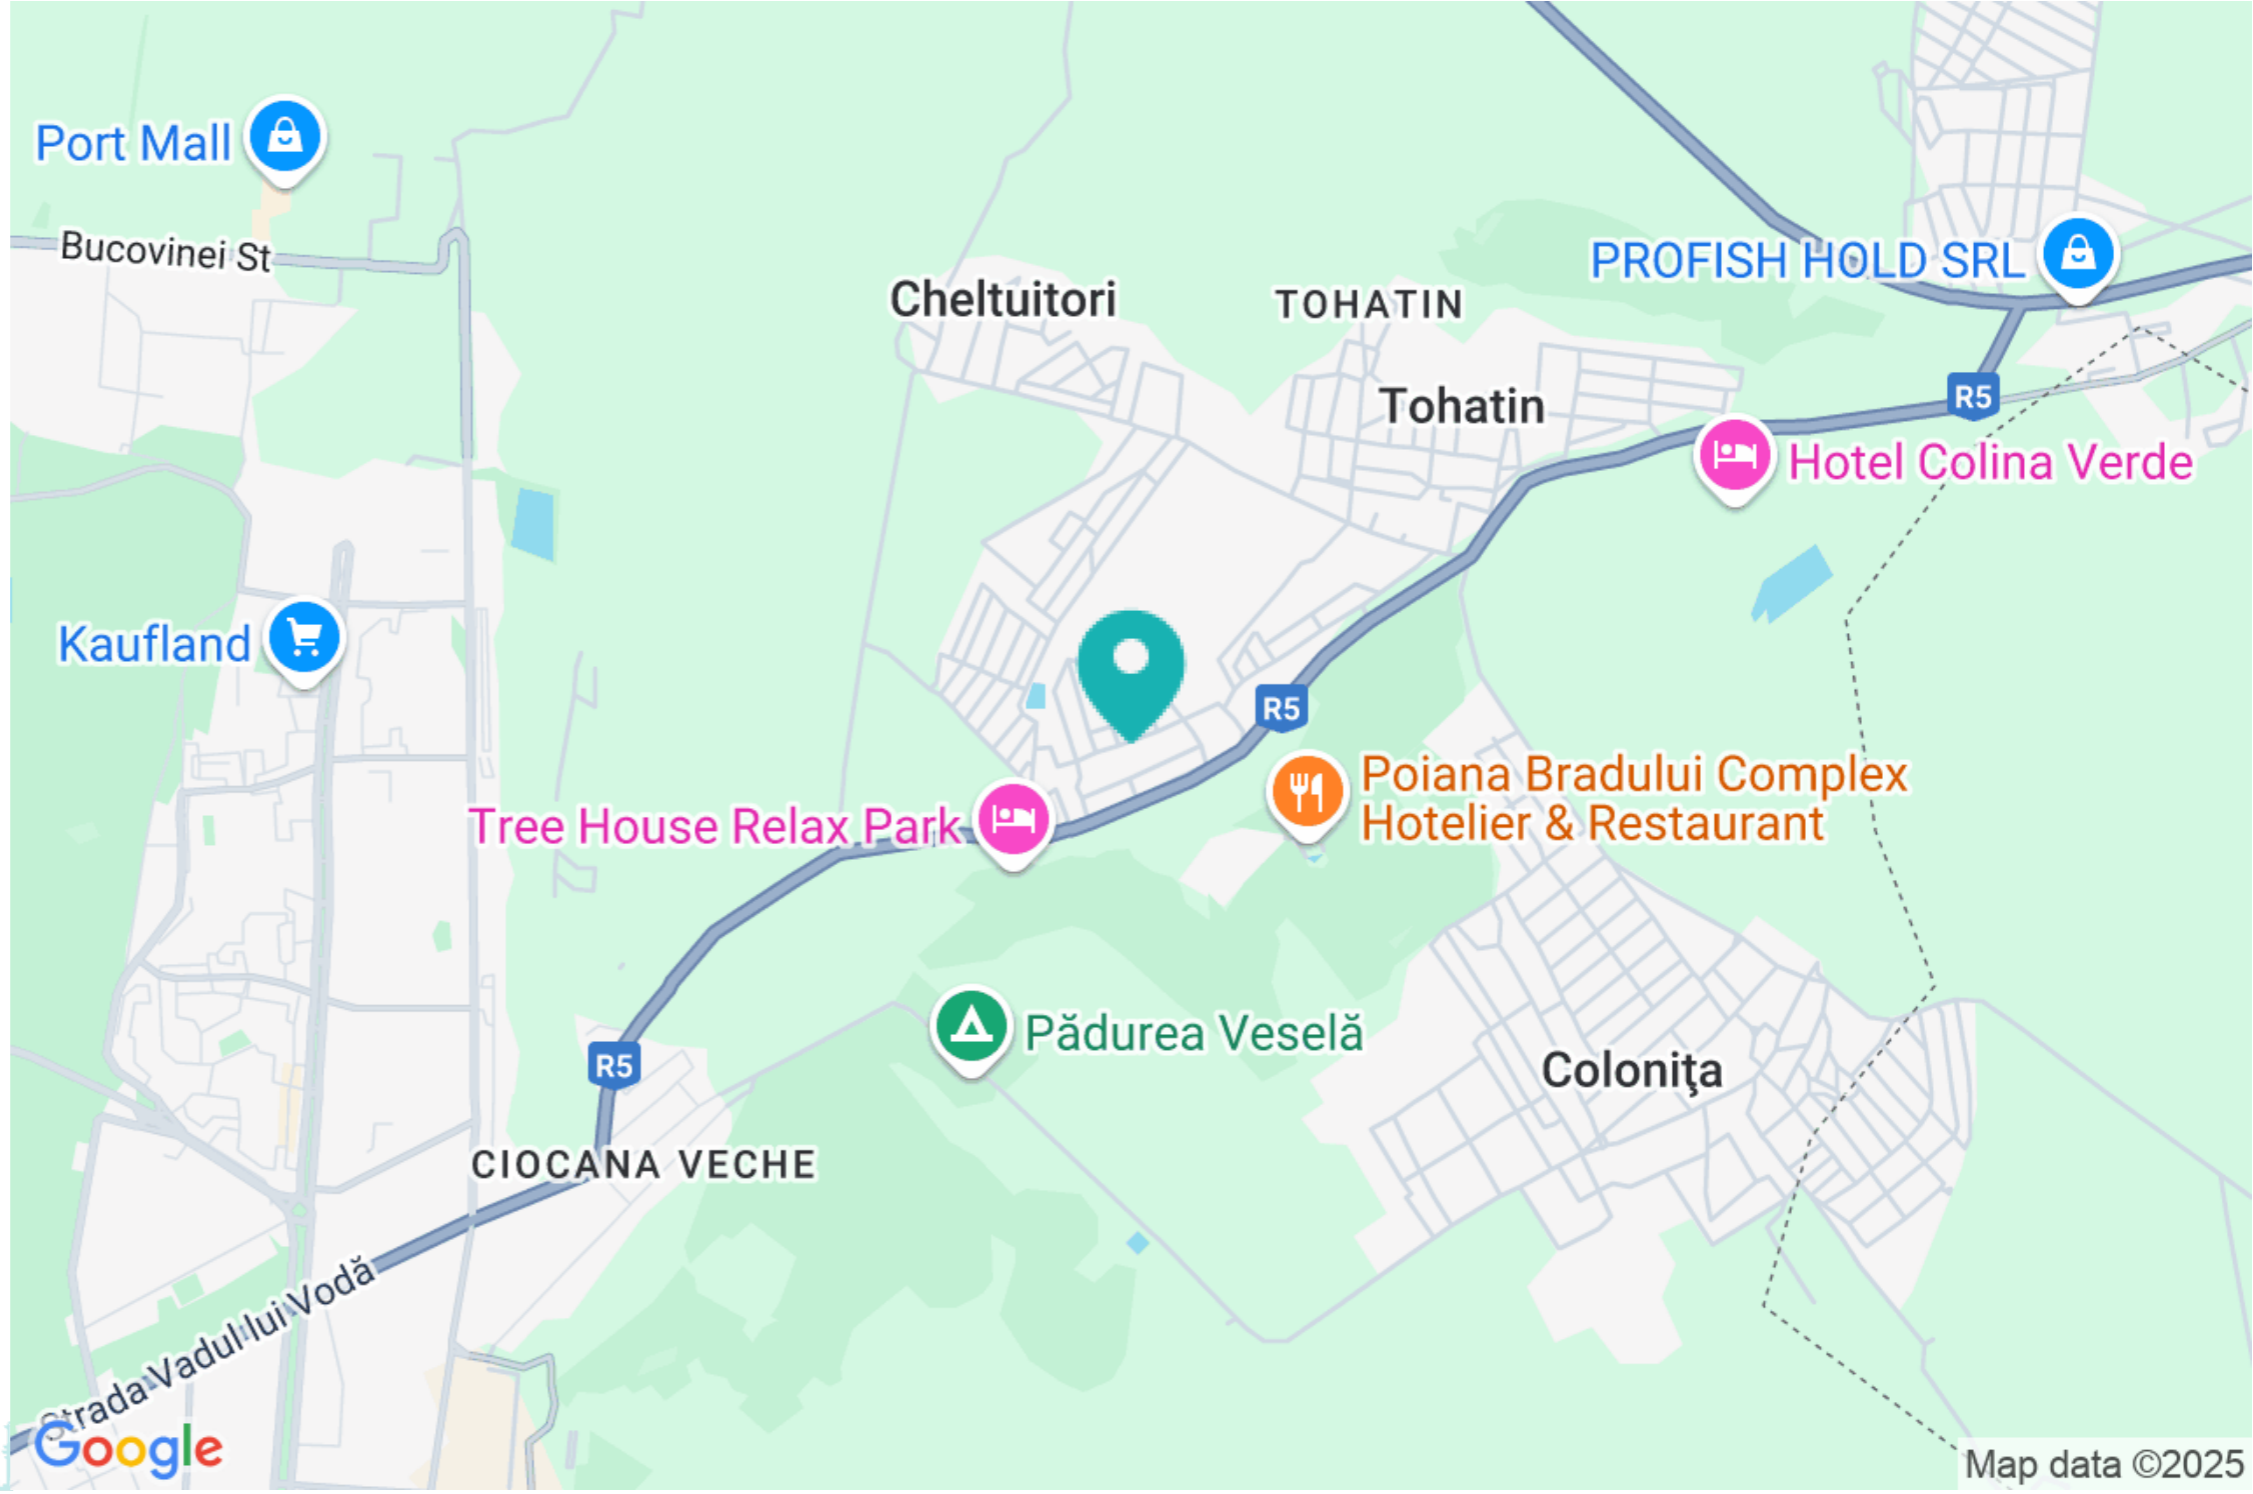 Port Mall
Bucovinei St
Cheltuitori
TOHATIN
PROFISH HOLD SRL
Tohatin
R5
Hotel Colina Verde
Kaufland
R5
Poiana Bradului Complex
Hotelier & Restaurant
Tree House Relax Park
Pădurea Veselă
R5
Coloniţa
CIOCANA VECHE
Strada Vadul lui Vodă
Google
Map data ©2025